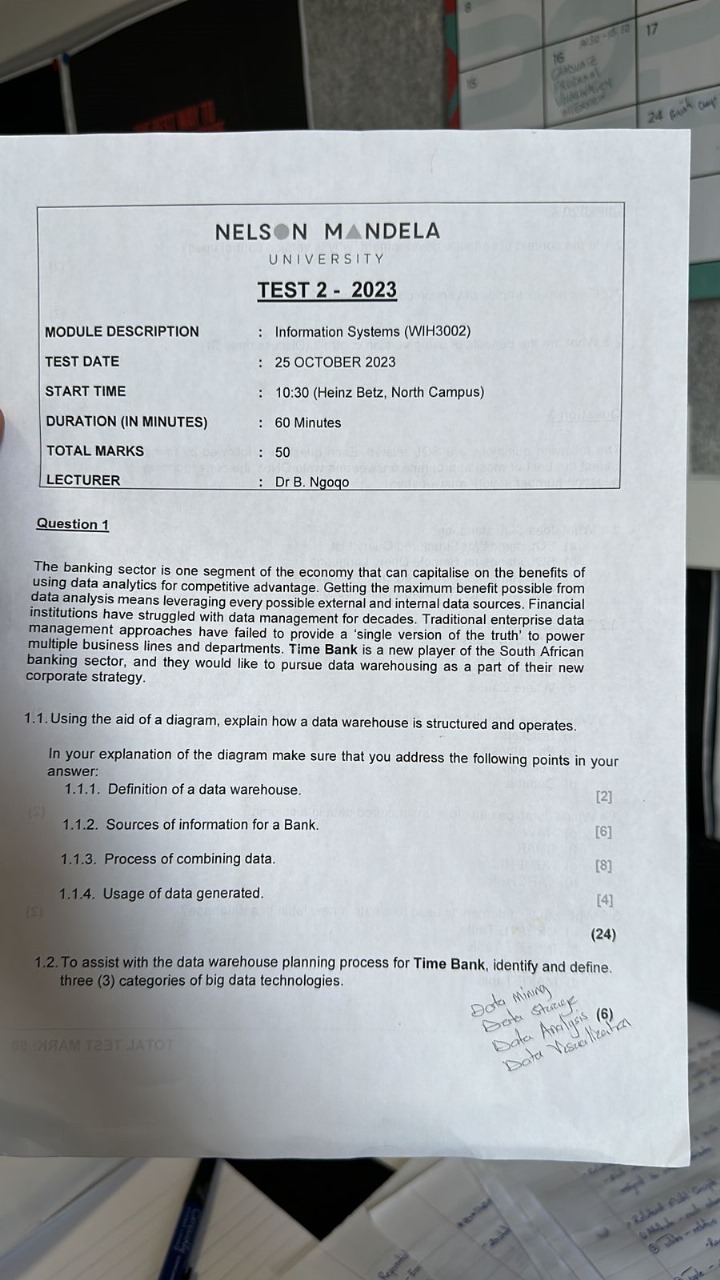 8
15
16
GRADUATE
PROGRAM
17
NELSON MANDELA
UNIVERSITY
TEST 2 - 2023
MODULE DESCRIPTION : Information Systems (WIH3002)
TEST DATE : 25 OCTOBER 2023
START TIME : 10:30 (Heinz Betz, North Campus)
DURATION (IN MINUTES) : 60 Minutes
TOTAL MARKS : 50
LECTURER : Dr B. Ngoqo
Question 1
The banking sector is one segment of the economy that can capitalise on the benefits of
using data analytics for competitive advantage. Getting the maximum benefit possible from
data analysis means leveraging every possible external and internal data sources. Financial
institutions have struggled with data management for decades. Traditional enterprise data
management approaches have failed to provide a ‘single version of the truth’ to power
multiple business lines and departments. Time Bank is a new player of the South African
banking sector, and they would like to pursue data warehousing as a part of their new
corporate strategy.
1.1. Using the aid of a diagram, explain how a data warehouse is structured and operates.
In your explanation of the diagram make sure that you address the following points in your
answer:
1.1.1. Definition of a data warehouse. [2]
1.1.2. Sources of information for a Bank. [6]
1.1.3. Process of combining data. [8]
1.1.4. Usage of data generated. [4]
(24)
1.2. To assist with the data warehouse planning process for Time Bank, identify and define.
three (3) categories of big data technologies.
(6)
Data Mining
Data Storage
Data Analysis
Data Visualization
TOTAL TEST MARK: 50